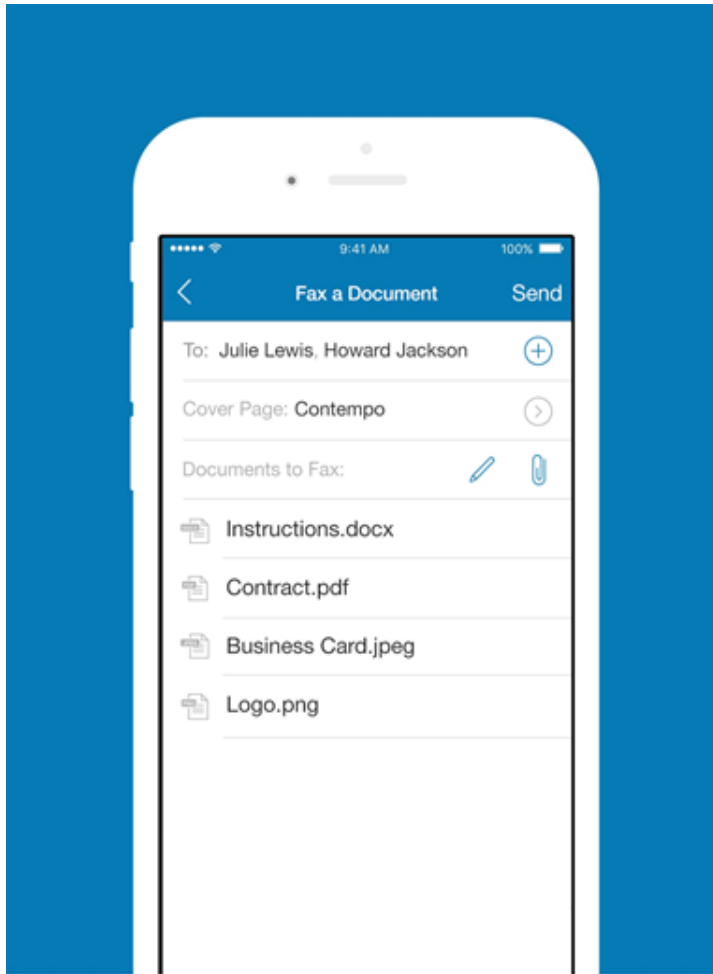 9:41 AM 100%
Fax a Document Send
To: Julie Lewis, Howard Jackson
Cover Page: Contempo
Documents to Fax:
Instructions.docx
Contract.pdf
Business Card.jpeg
Logo.png